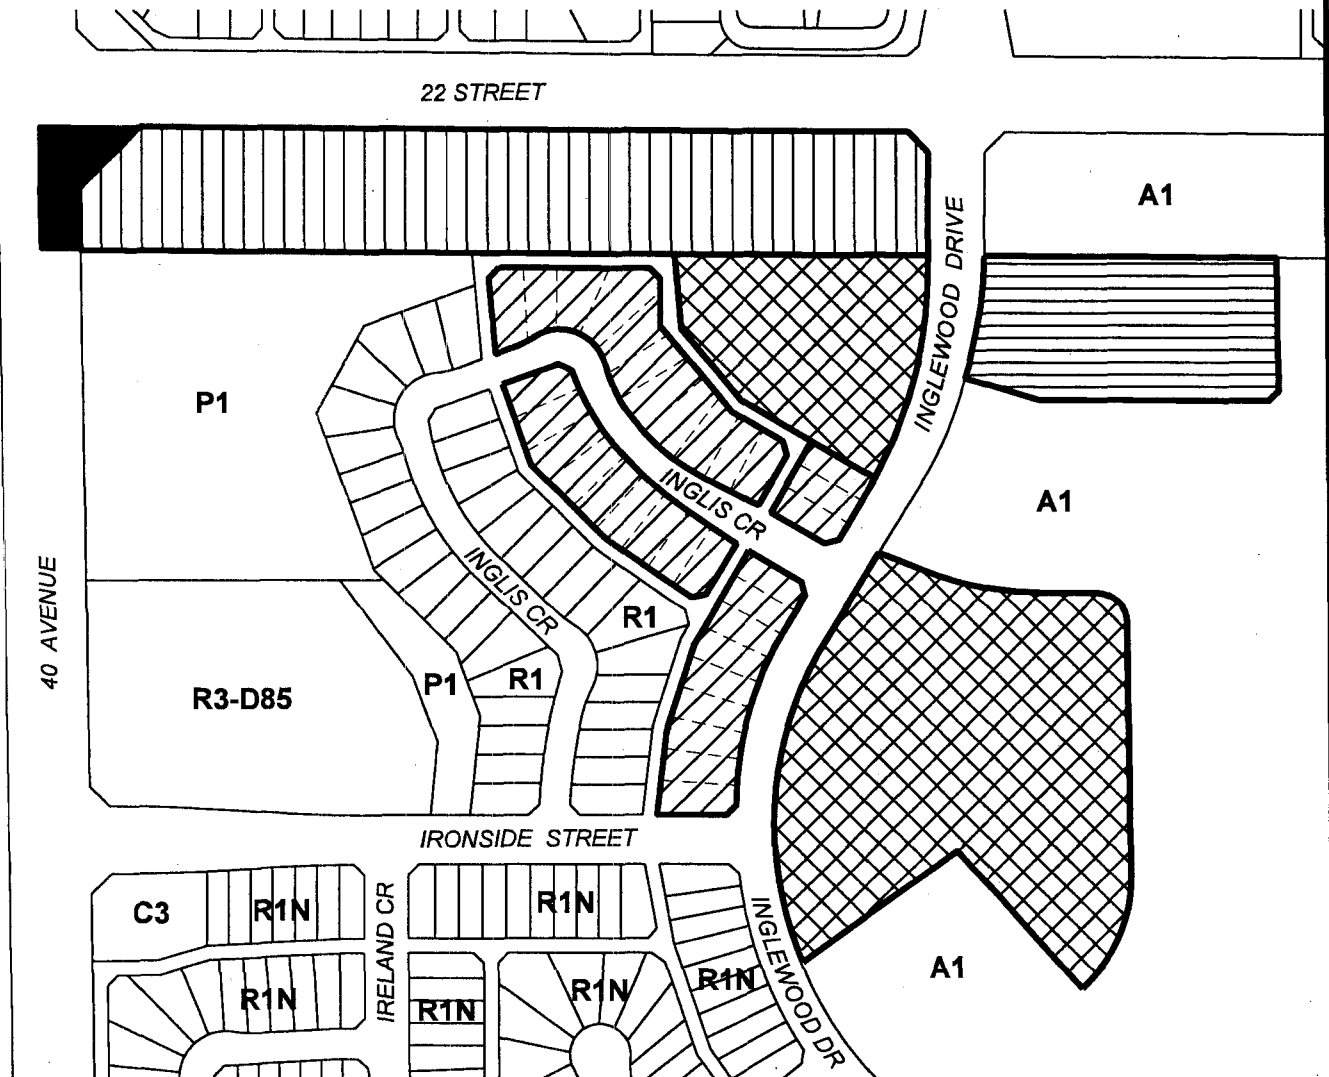 22 STREET
A1
INGLEWOOD DRIVE
P1
A1
INGLIS CR
INGLIS CR
40 AVENUE
R1
R3-D85
P1
R1
IRONSIDE STREET
C3
R1N
R1N
IRELAND CR
INGLEWOOD DR
R1N
R1N
R1N
R1N
A1